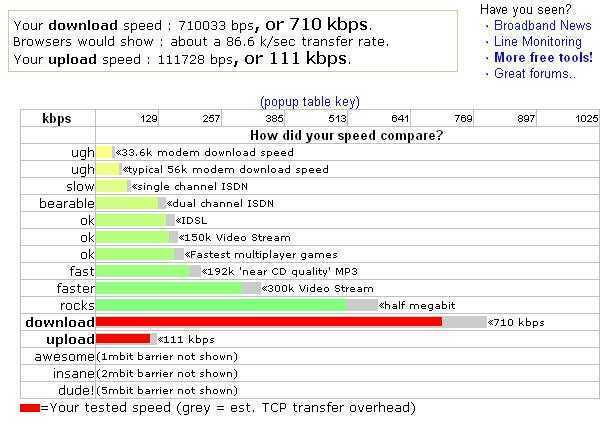 Your download speed : 710033 bps, or 710 kbps.
Browsers would show : about a 86.6 k/sec transfer rate.
Your upload speed : 111728 bps, or 111 kbps.
Have you seen?
· Broadband News
· Line Monitoring
· More free tools!
· Great forums..
(popup table key)
kbps 129 257 385 513 641 769 897 1025
How did your speed compare?
ugh «33.6k modem download speed
ugh «typical 56k modem download speed
slow «single channel ISDN
bearable «dual channel ISDN
ok «IDSL
ok «150k Video Stream
ok «Fastest multiplayer games
fast «192k 'near CD quality' MP3
faster «300k Video Stream
rocks «half megabit
download «710 kbps
upload «111 kbps
awesome (1mbit barrier not shown)
insane (2mbit barrier not shown)
dude! (5mbit barrier not shown)
=Your tested speed (grey = est. TCP transfer overhead)